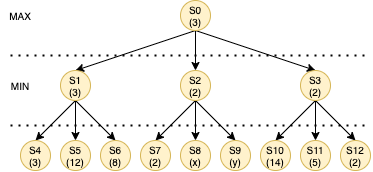 MAX
S0
(3)
MIN
S1
(3)
S2
(2)
S3
(2)
S4
(3)
S5
(12)
S6
(8)
S7
(2)
S8
(x)
S9
(y)
S10
(14)
S11
(5)
S12
(2)